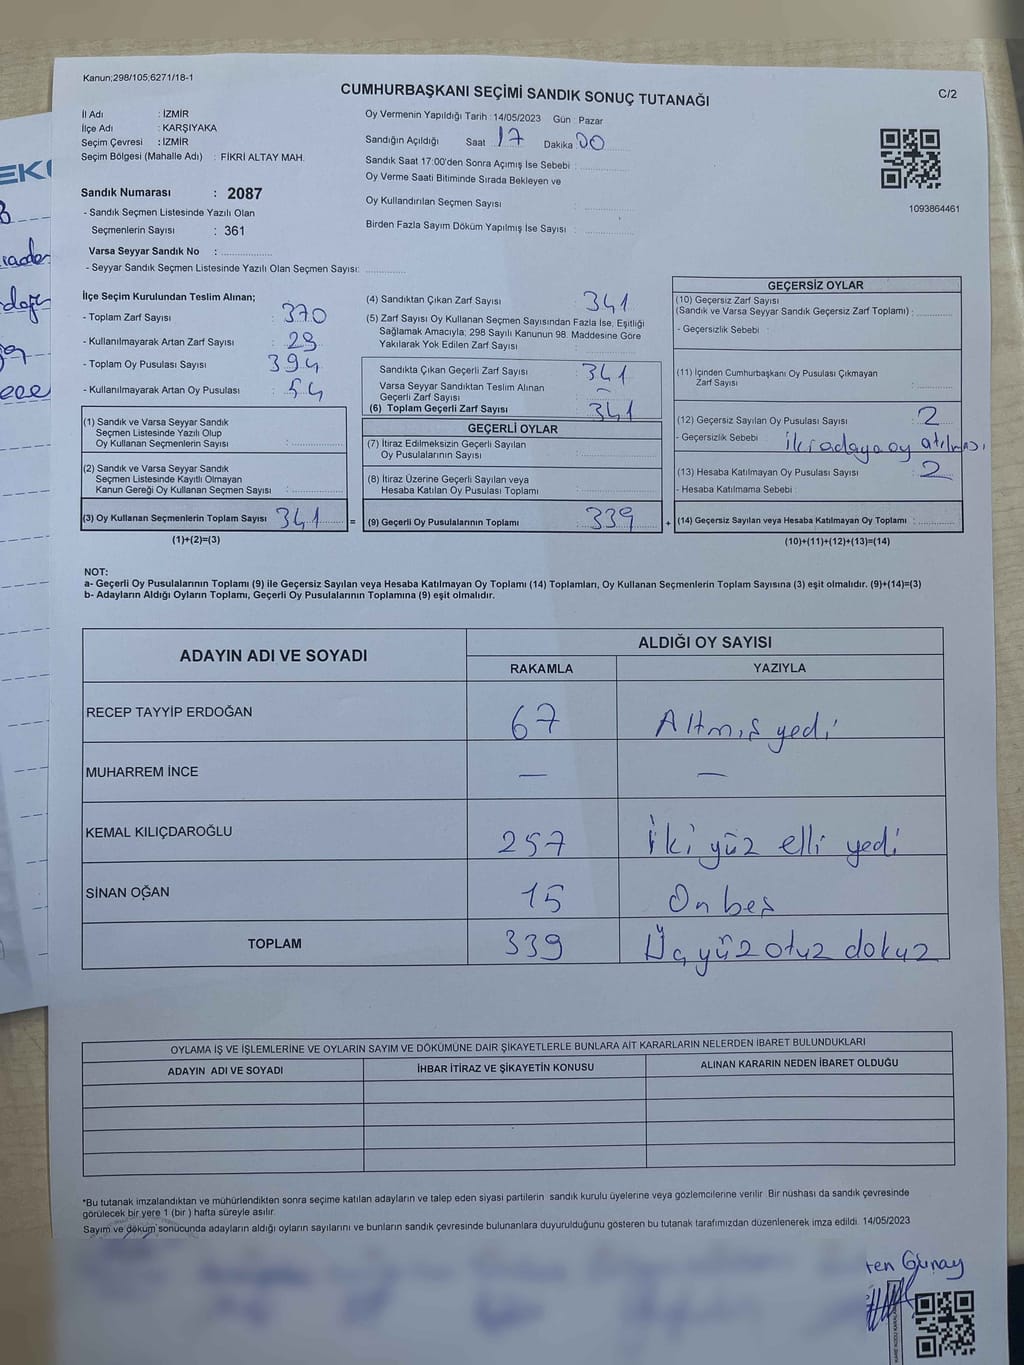 Kanun;298/105;6271/18-1
CUMHURBAŞKANI SEÇİMİ SANDIK SONUÇ TUTANAĞI
C/2
İl Adı : İZMİR
İlçe Adı : KARŞIYAKA
Seçim Çevresi : İZMİR
Seçim Bölgesi (Mahalle Adı) : FİKRİ ALTAY MAH.
Sandık Numarası : 2087
- Sandık Seçmen Listesinde Yazılı Olan
Seçmenlerin Sayısı : 361
Varsa Seyyar Sandık No :
- Seyyar Sandık Seçmen Listesinde Yazılı Olan Seçmen Sayısı:
Oy Vermenin Yapıldığı Tarih : 14/05/2023 Gün : Pazar
Sandığın Açıldığı Saat 17 Dakika 00
Sandık Saat 17:00'den Sonra Açımış İse Sebebi :
Oy Verme Saati Bitiminde Sırada Bekleyen ve
Oy Kullandırılan Seçmen Sayısı :
Birden Fazla Sayım Döküm Yapılmış İse Sayısı :
1093864461
İlçe Seçim Kurulundan Teslim Alınan;
- Toplam Zarf Sayısı : 370
- Kullanılmayarak Artan Zarf Sayısı : 29
- Toplam Oy Pusulası Sayısı : 394
- Kullanılmayarak Artan Oy Pusulası : 54
(1) Sandık ve Varsa Seyyar Sandık
Seçmen Listesinde Yazılı Olup
Oy Kullanan Seçmenlerin Sayısı :
(2) Sandık ve Varsa Seyyar Sandık
Seçmen Listesinde Kayıtlı Olmayan
Kanun Gereği Oy Kullanan Seçmen Sayısı :
(3) Oy Kullanan Seçmenlerin Toplam Sayısı 341 =
(1)+(2)=(3)
(4) Sandıktan Çıkan Zarf Sayısı : 341
(5) Zarf Sayısı Oy Kullanan Seçmen Sayısından Fazla İse, Eşitliği
Sağlamak Amacıyla; 298 Sayılı Kanunun 98. Maddesine Göre
Yakılarak Yok Edilen Zarf Sayısı :
Sandıkta Çıkan Geçerli Zarf Sayısı : 341
Varsa Seyyar Sandıktan Teslim Alınan
Geçerli Zarf Sayısı : —
(6) Toplam Geçerli Zarf Sayısı : 341
GEÇERLİ OYLAR
(7) İtiraz Edilmeksizin Geçerli Sayılan
Oy Pusulalarının Sayısı :
(8) İtiraz Üzerine Geçerli Sayılan veya
Hesaba Katılan Oy Pusulası Toplamı :
(9) Geçerli Oy Pusulalarının Toplamı : 339 +
GEÇERSİZ OYLAR
(10) Geçersiz Zarf Sayısı
(Sandık ve Varsa Seyyar Sandık Geçersiz Zarf Toplamı) :
- Geçersizlik Sebebi :
(11) İçinden Cumhurbaşkanı Oy Pusulası Çıkmayan
Zarf Sayısı :
(12) Geçersiz Sayılan Oy Pusulası Sayısı : 2
- Geçersizlik Sebebi : İki adaya oy atılması
(13) Hesaba Katılmayan Oy Pusulası Sayısı : 2
- Hesaba Katılmama Sebebi :
(14) Geçersiz Sayılan veya Hesaba Katılmayan Oy Toplamı :
(10)+(11)+(12)+(13)=(14)
NOT:
a- Geçerli Oy Pusulalarının Toplamı (9) ile Geçersiz Sayılan veya Hesaba Katılmayan Oy Toplamı (14) Toplamları, Oy Kullanan Seçmenlerin Toplam Sayısına (3) eşit olmalıdır. (9)+(14)=(3)
b- Adayların Aldığı Oyların Toplamı, Geçerli Oy Pusulalarının Toplamına (9) eşit olmalıdır.
ADAYIN ADI VE SOYADI
ALDIĞI OY SAYISI
RAKAMLA YAZIYLA
RECEP TAYYİP ERDOĞAN 67 Altmış yedi
MUHARREM İNCE — —
KEMAL KILIÇDAROĞLU 257 İki yüz elli yedi
SİNAN OĞAN 15 On beş
TOPLAM 339 Üç yüz otuz dokuz
OYLAMA İŞ VE İŞLEMLERİNE VE OYLARIN SAYIM VE DÖKÜMÜNE DAİR ŞİKAYETLERLE BUNLARA AİT KARARLARIN NELERDEN İBARET BULUNDUKLARI
ADAYIN ADI VE SOYADI İHBAR İTİRAZ VE ŞİKAYETİN KONUSU ALINAN KARARIN NEDEN İBARET OLDUĞU
*Bu tutanak imzalandıktan ve mühürlendikten sonra seçime katılan adayların ve talep eden siyasi partilerin sandık kurulu üyelerine veya gözlemcilerine verilir. Bir nüshası da sandık çevresinde
görülecek bir yere 1 (bir) hafta süreyle asılır.
Sayım ve döküm sonucunda adayların aldığı oyların sayılarını ve bunların sandık çevresinde bulunanlara duyurulduğunu gösteren bu tutanak tarafımızdan düzenlenerek imza edildi. 14/05/2023
ten Günay